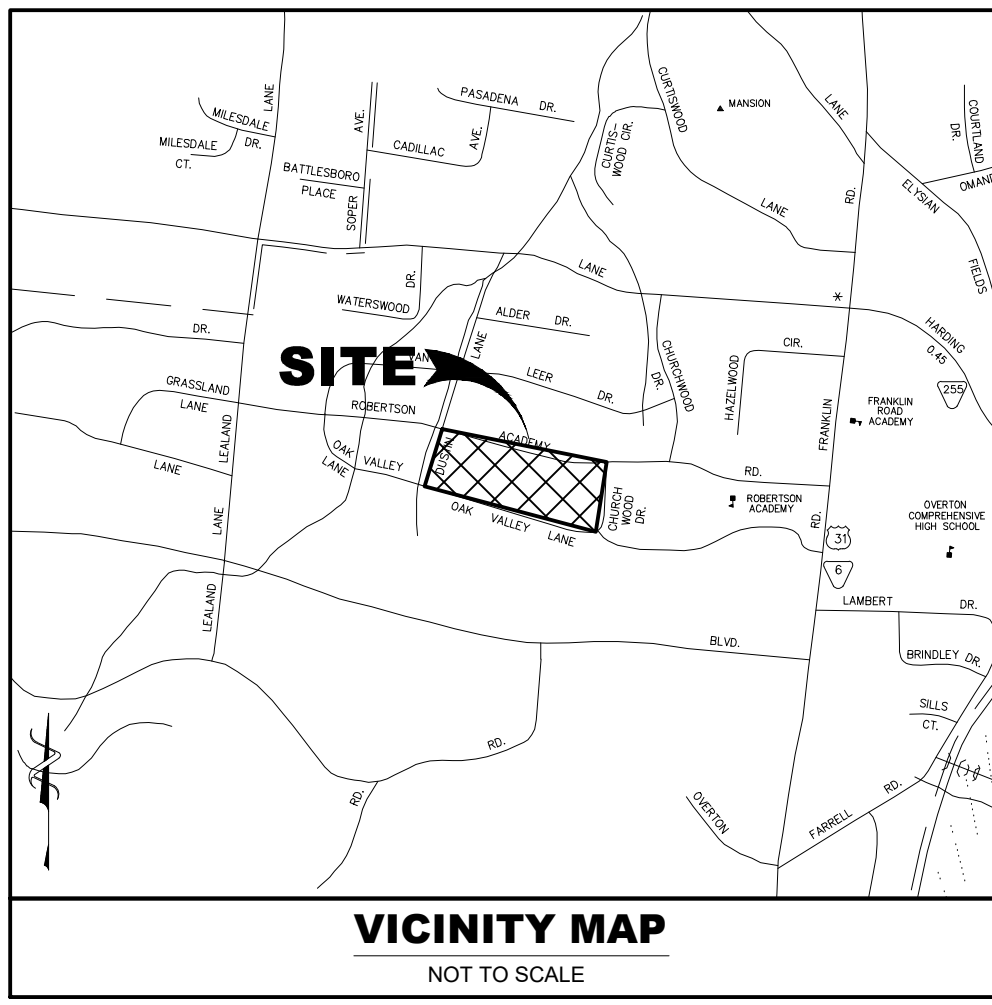 LANE
MILESDALE
DR.
MILESDALE
CT.
AVE.
PASADENA DR.
AVE.
CADILLAC
BATTLESBORO
PLACE
SOPER
CURTISWOOD
CURTIS-
WOOD CIR.
MANSION
LANE
LANE
RD.
COURTLAND
DR.
OMAND
ELYSIAN
FIELDS
LANE
DR.
WATERSWOOD
DR.
LANE
ALDER DR.
*
HARDING
0.45
255
VAN
LEER
DR.
CHURCHWOOD
DR.
HAZELWOOD
CIR.
SITE
GRASSLAND
LANE
ROBERTSON
ACADEMY
RD.
FRANKLIN
RD.
FRANKLIN
ROAD
ACADEMY
LEALAND
LANE
LANE
OAK VALLEY
LANE
DUSTIN
OAK VALLEY LANE
CHURCH
WOOD
DR.
ROBERTSON
ACADEMY
OVERTON
COMPREHENSIVE
HIGH SCHOOL
31
6
LAMBERT DR.
LEALAND
BLVD.
BRINDLEY DR.
SILLS
CT.
RD.
RD.
OVERTON
FARRELL RD.
N
VICINITY MAP
NOT TO SCALE